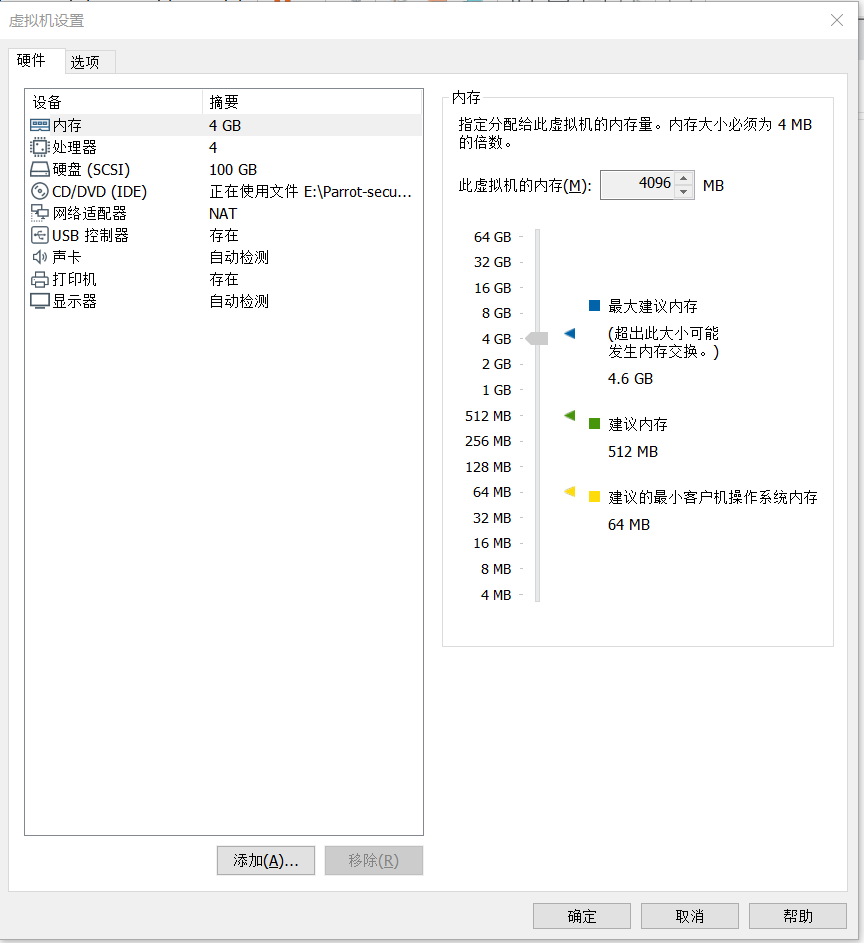 虚拟机设置
硬件 选项
设备 摘要
内存 4 GB
处理器 4
硬盘 (SCSI) 100 GB
CD/DVD (IDE) 正在使用文件 E:\Parrot-secu...
网络适配器 NAT
USB 控制器 存在
声卡 自动检测
打印机 存在
显示器 自动检测
添加(A)... 移除(R)
内存
指定分配给此虚拟机的内存量。内存大小必须为 4 MB
的倍数。
此虚拟机的内存(M): 4096 MB
64 GB
32 GB
16 GB
8 GB
4 GB
2 GB
1 GB
512 MB
256 MB
128 MB
64 MB
32 MB
16 MB
8 MB
4 MB
最大建议内存
(超出此大小可能
发生内存交换。)
4.6 GB
建议内存
512 MB
建议的最小客户机操作系统内存
64 MB
确定 取消 帮助